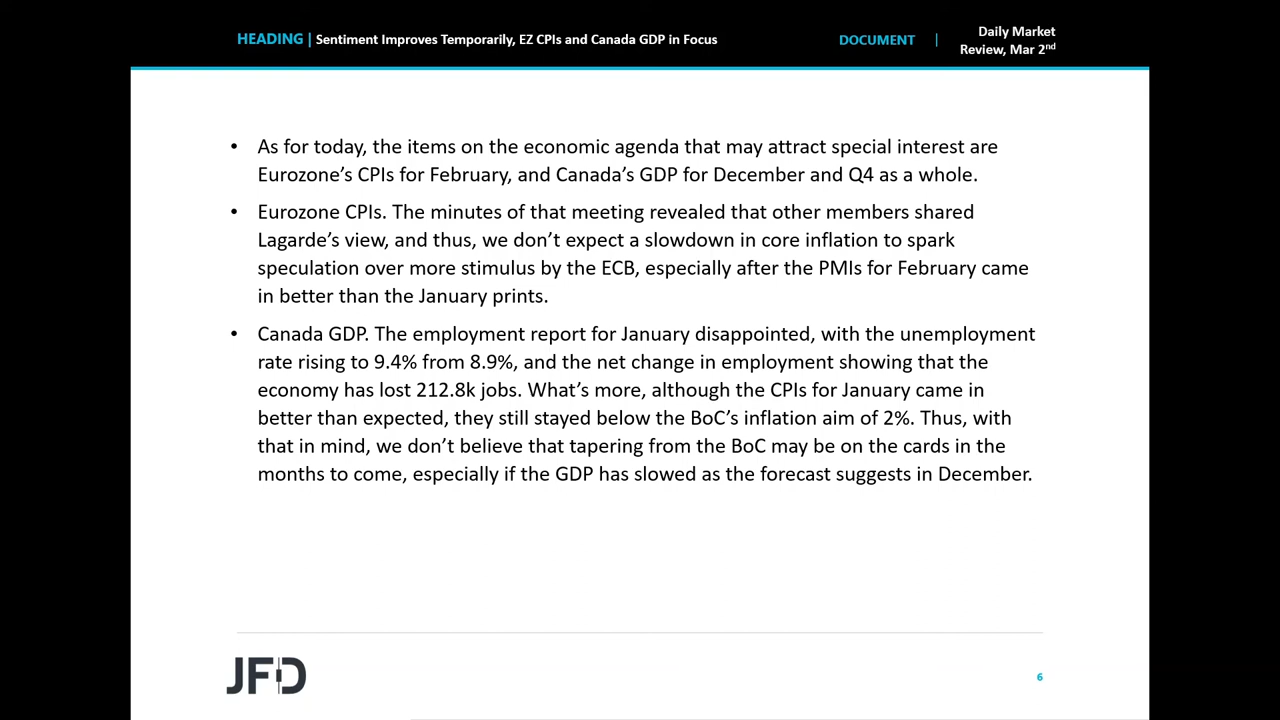 HEADING | Sentiment Improves Temporarily, EZ CPIs and Canada GDP in Focus
DOCUMENT | Daily Market
Review, Mar 2nd
• As for today, the items on the economic agenda that may attract special interest are
Eurozone’s CPIs for February, and Canada’s GDP for December and Q4 as a whole.
• Eurozone CPIs. The minutes of that meeting revealed that other members shared
Lagarde’s view, and thus, we don’t expect a slowdown in core inflation to spark
speculation over more stimulus by the ECB, especially after the PMIs for February came
in better than the January prints.
• Canada GDP. The employment report for January disappointed, with the unemployment
rate rising to 9.4% from 8.9%, and the net change in employment showing that the
economy has lost 212.8k jobs. What’s more, although the CPIs for January came in
better than expected, they still stayed below the BoC’s inflation aim of 2%. Thus, with
that in mind, we don’t believe that tapering from the BoC may be on the cards in the
months to come, especially if the GDP has slowed as the forecast suggests in December.
JFD
6